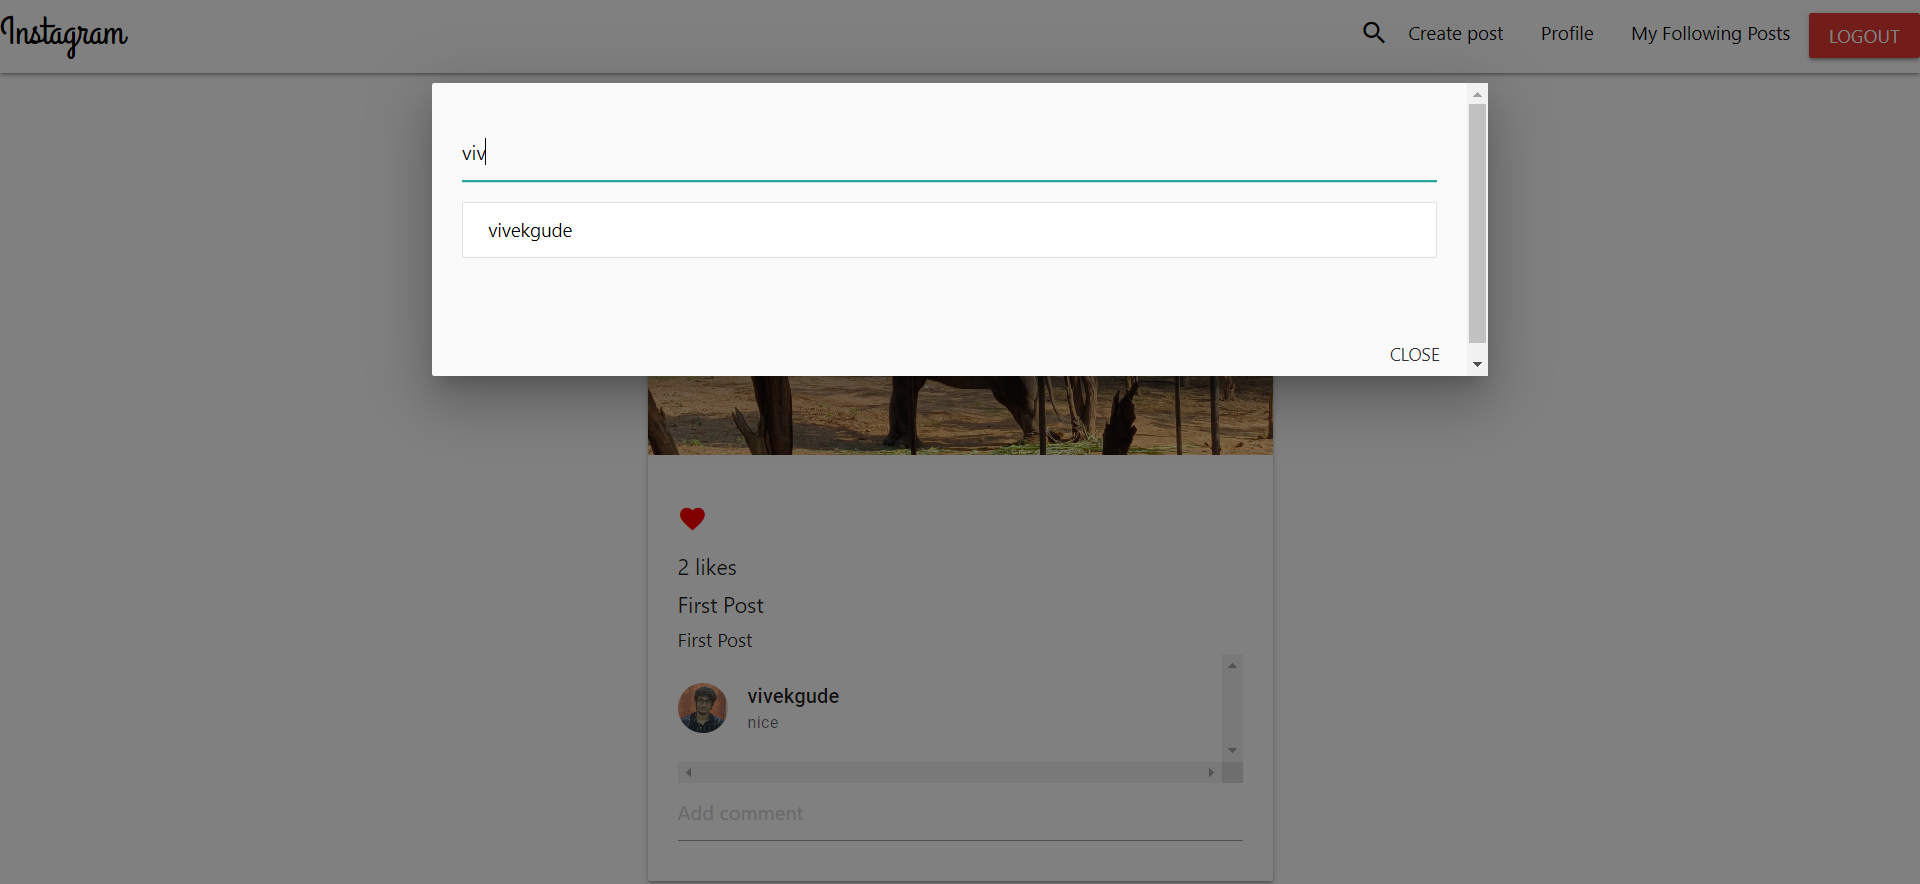 Instagram
Create post
Profile
My Following Posts
LOGOUT
viv
vivekgude
CLOSE
2 likes
First Post
First Post
vivekgude
nice
Add comment